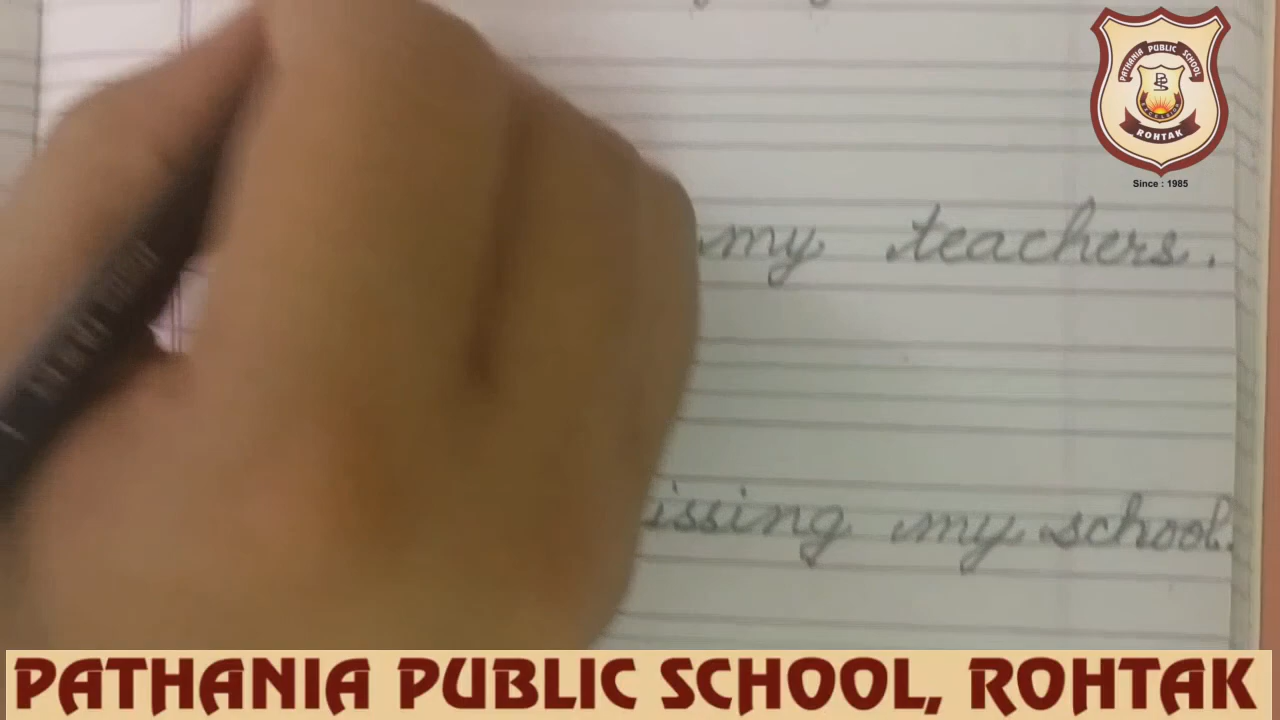 PATHANIA PUBLIC SCHOOL
ROHTAK
Since : 1985
my teachers.
issing my school.
PATHANIA PUBLIC SCHOOL, ROHTAK